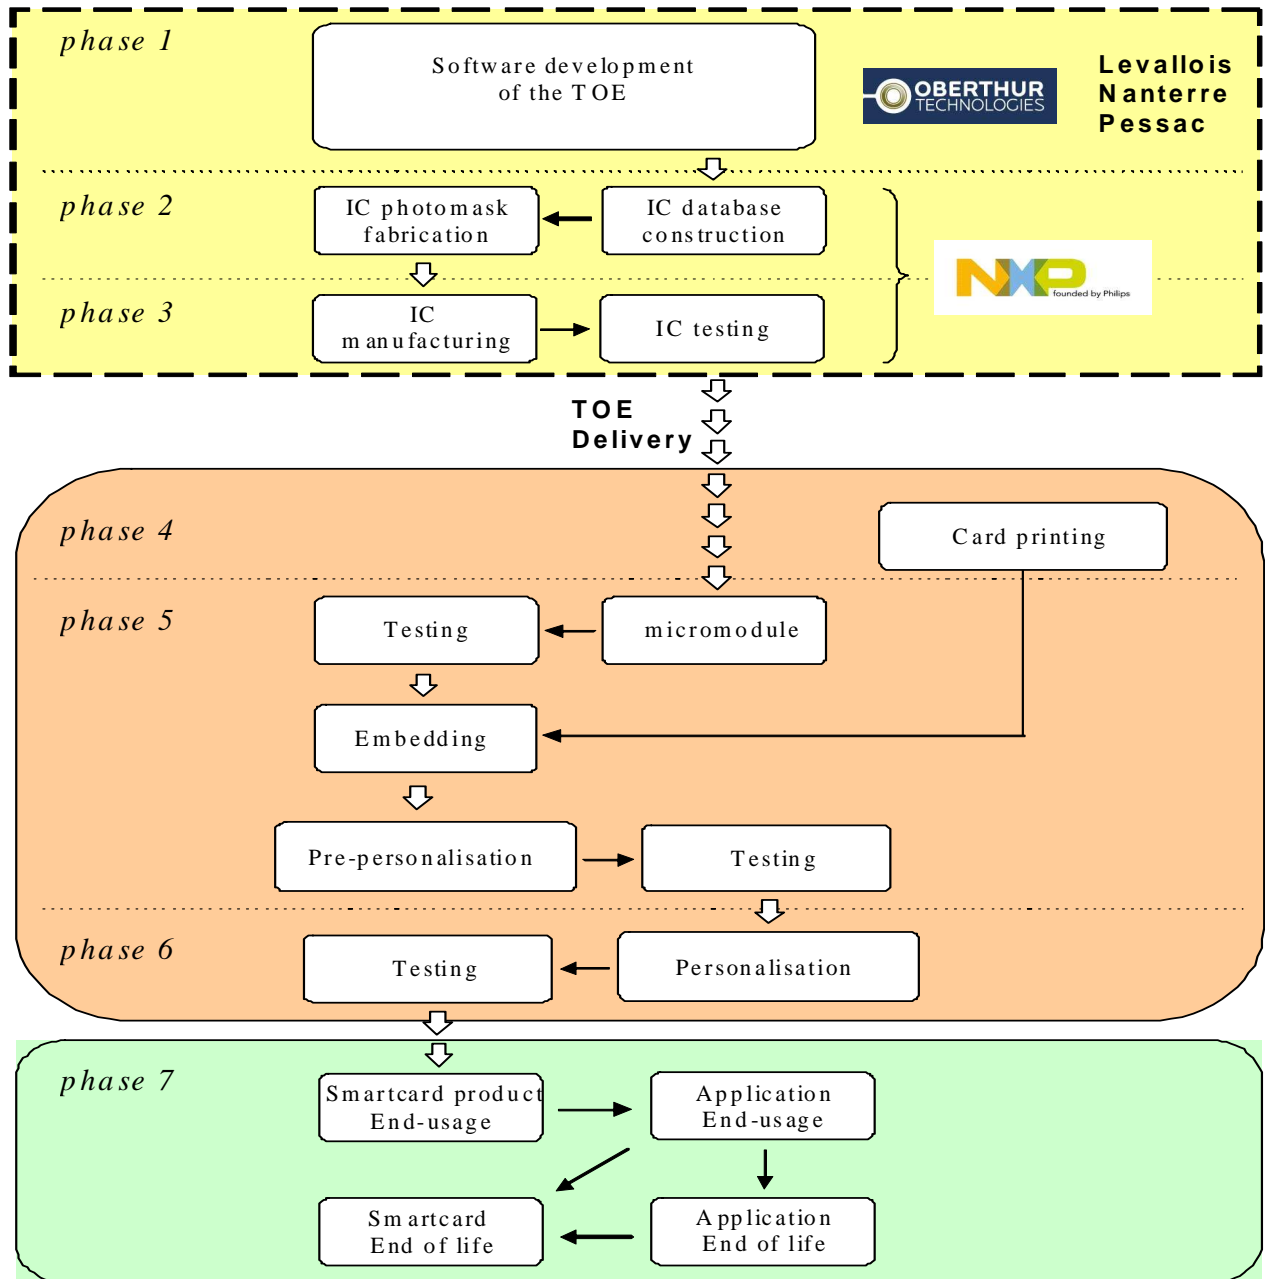 phase 1
Software development
of the TOE
OBERTHUR
TECHNOLOGIES
Levallois
Nanterre
Pessac
phase 2
IC photomask
fabrication
IC database
construction
NXP
founded by Philips
phase 3
IC
manufacturing
IC testing
TOE
Delivery
phase 4
Card printing
phase 5
Testing
micromodule
Embedding
Pre-personalisation
Testing
phase 6
Testing
Personalisation
phase 7
Smartcard product
End-usage
Application
End-usage
Smartcard
End of life
Application
End of life